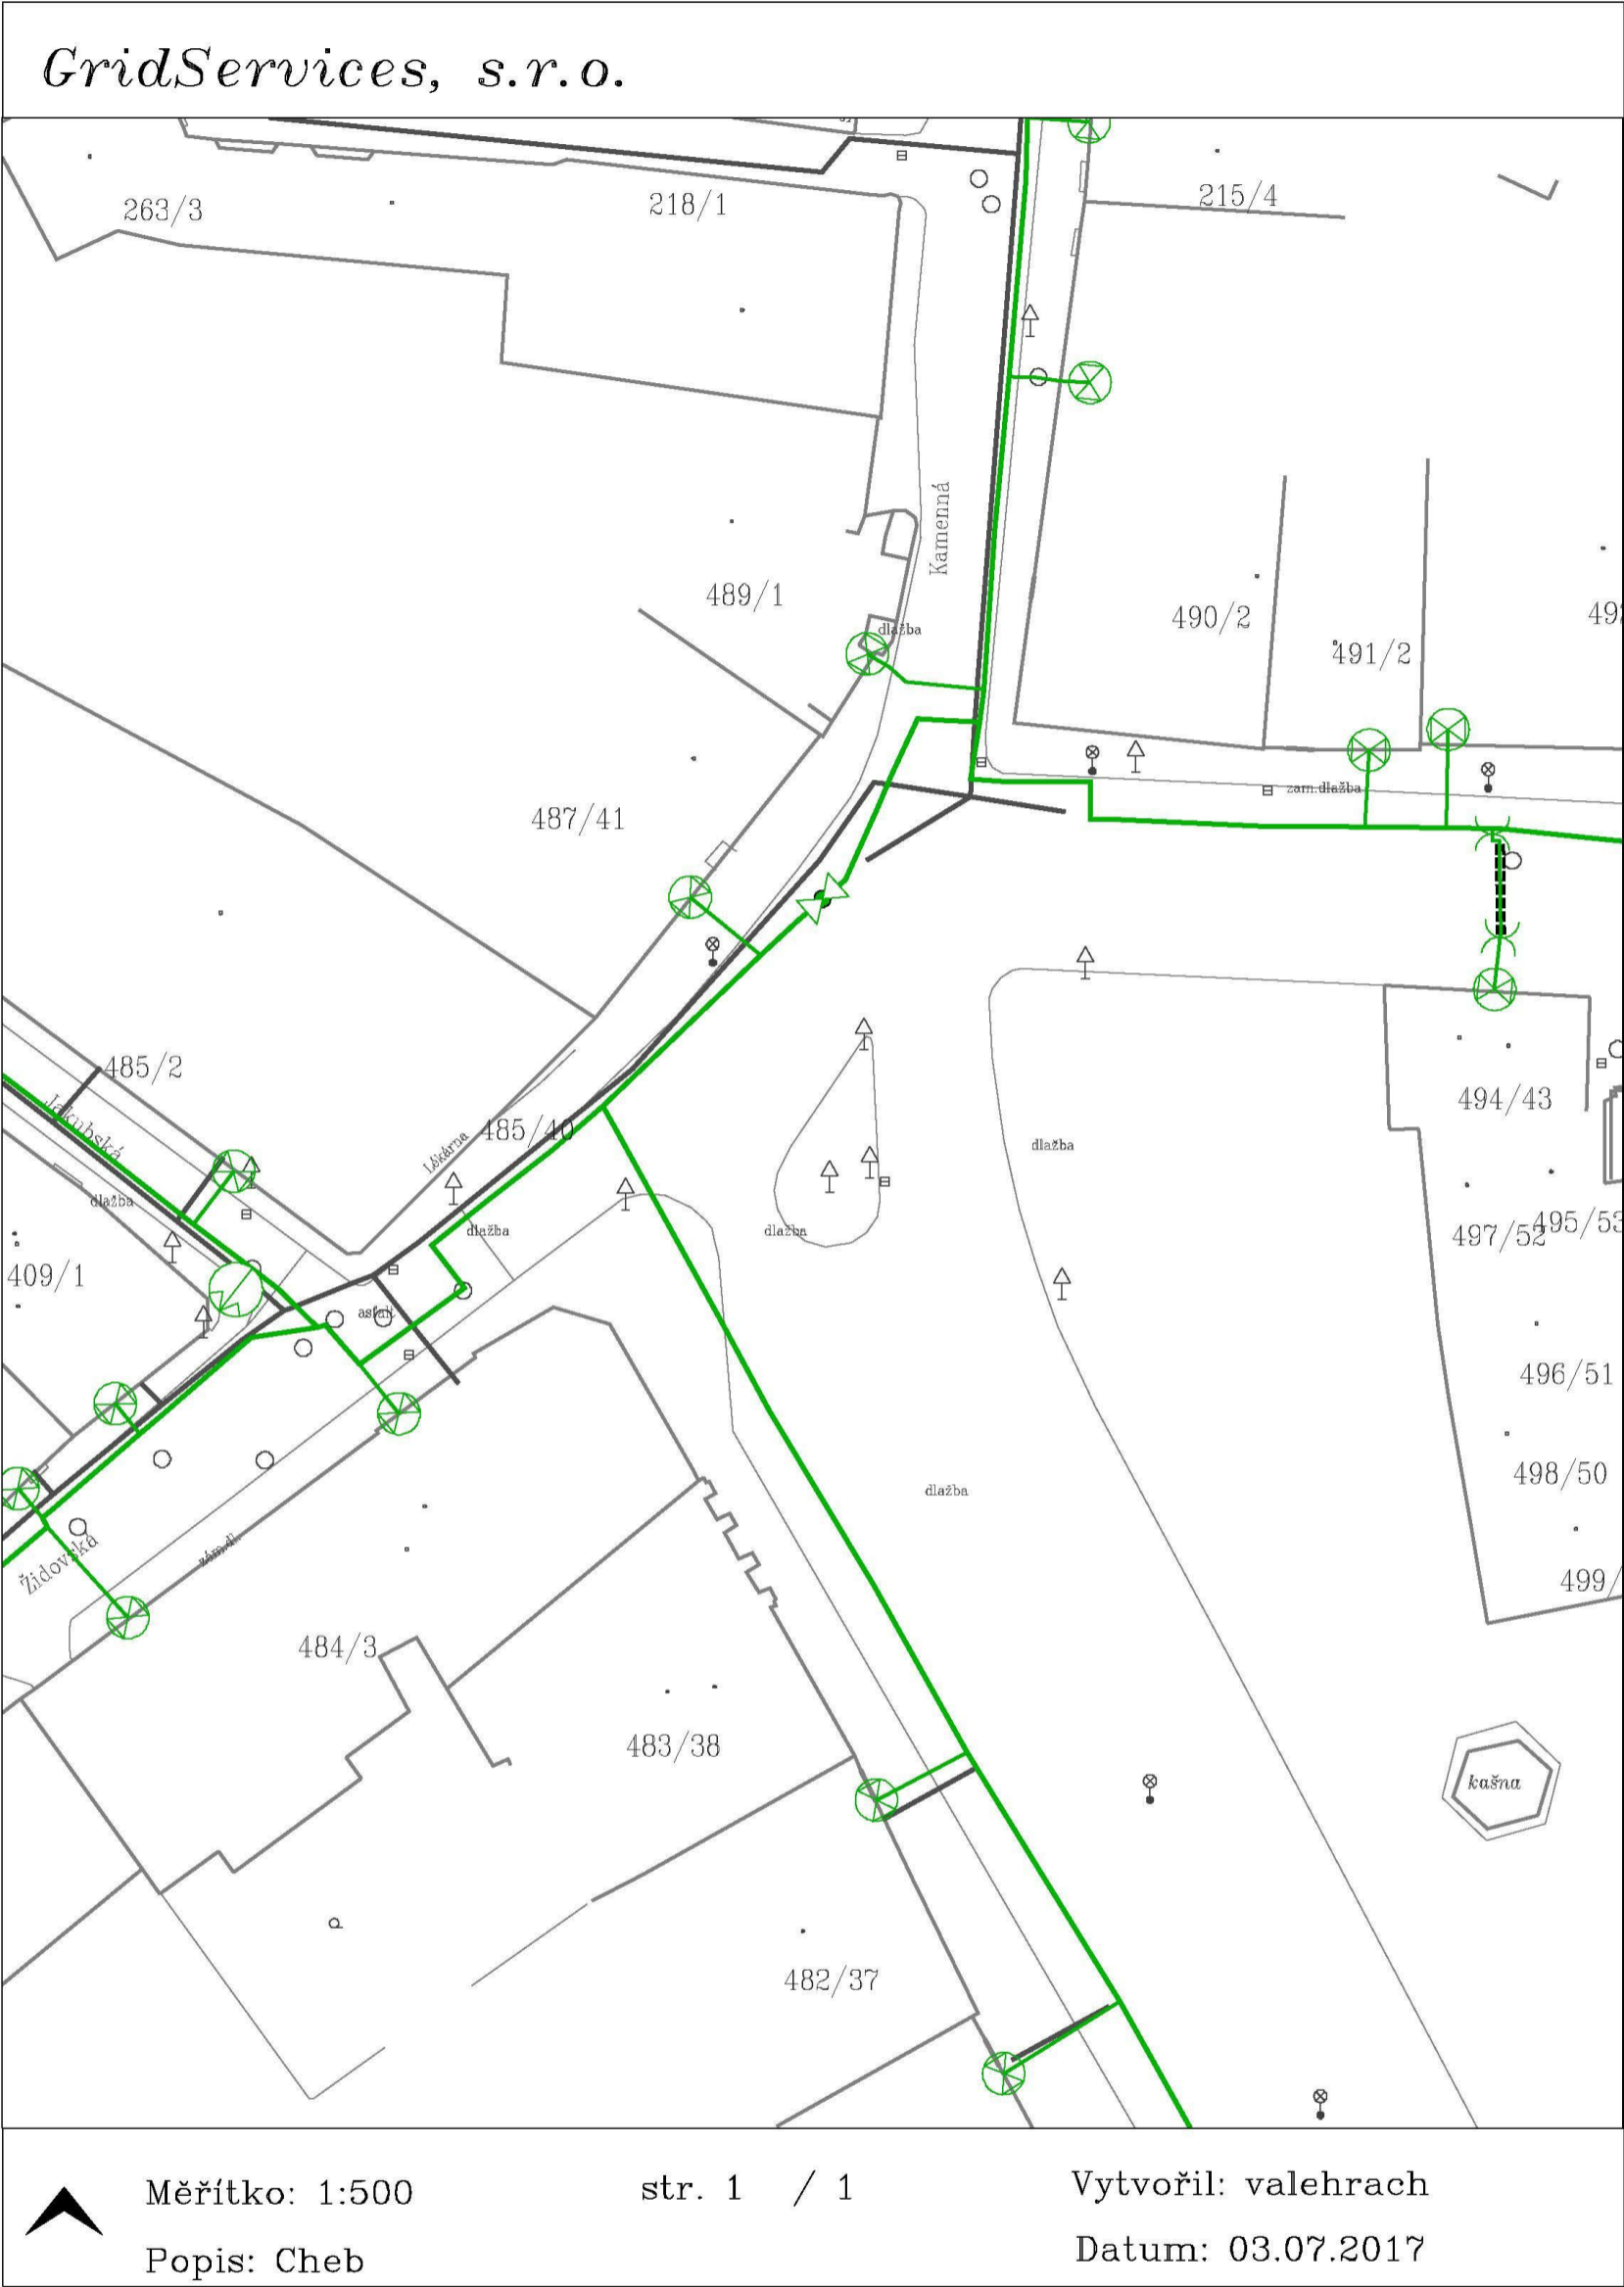 GridServices, s.r.o.
263/3
218/1
215/4
Kamenná
489/1
dlažba
490/2
491/2
487/41
zam.dlažba
485/2
Jakubská
485/40
Lékárna
dlažba
dlažba
dlažba
dlažba
494/43
497/52
495/53
409/1
asfalt
496/51
498/50
dlažba
Židovská
zám.dl.
499/
484/3
483/38
kašna
482/37
Měřítko: 1:500
str. 1 / 1
Vytvořil: valehrach
Popis: Cheb
Datum: 03.07.2017